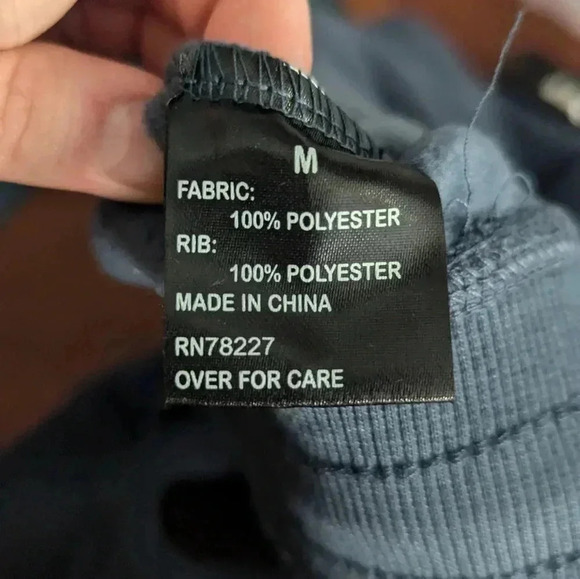 M
FABRIC:
100% POLYESTER
RIB:
100% POLYESTER
MADE IN CHINA
RN78227
OVER FOR CARE